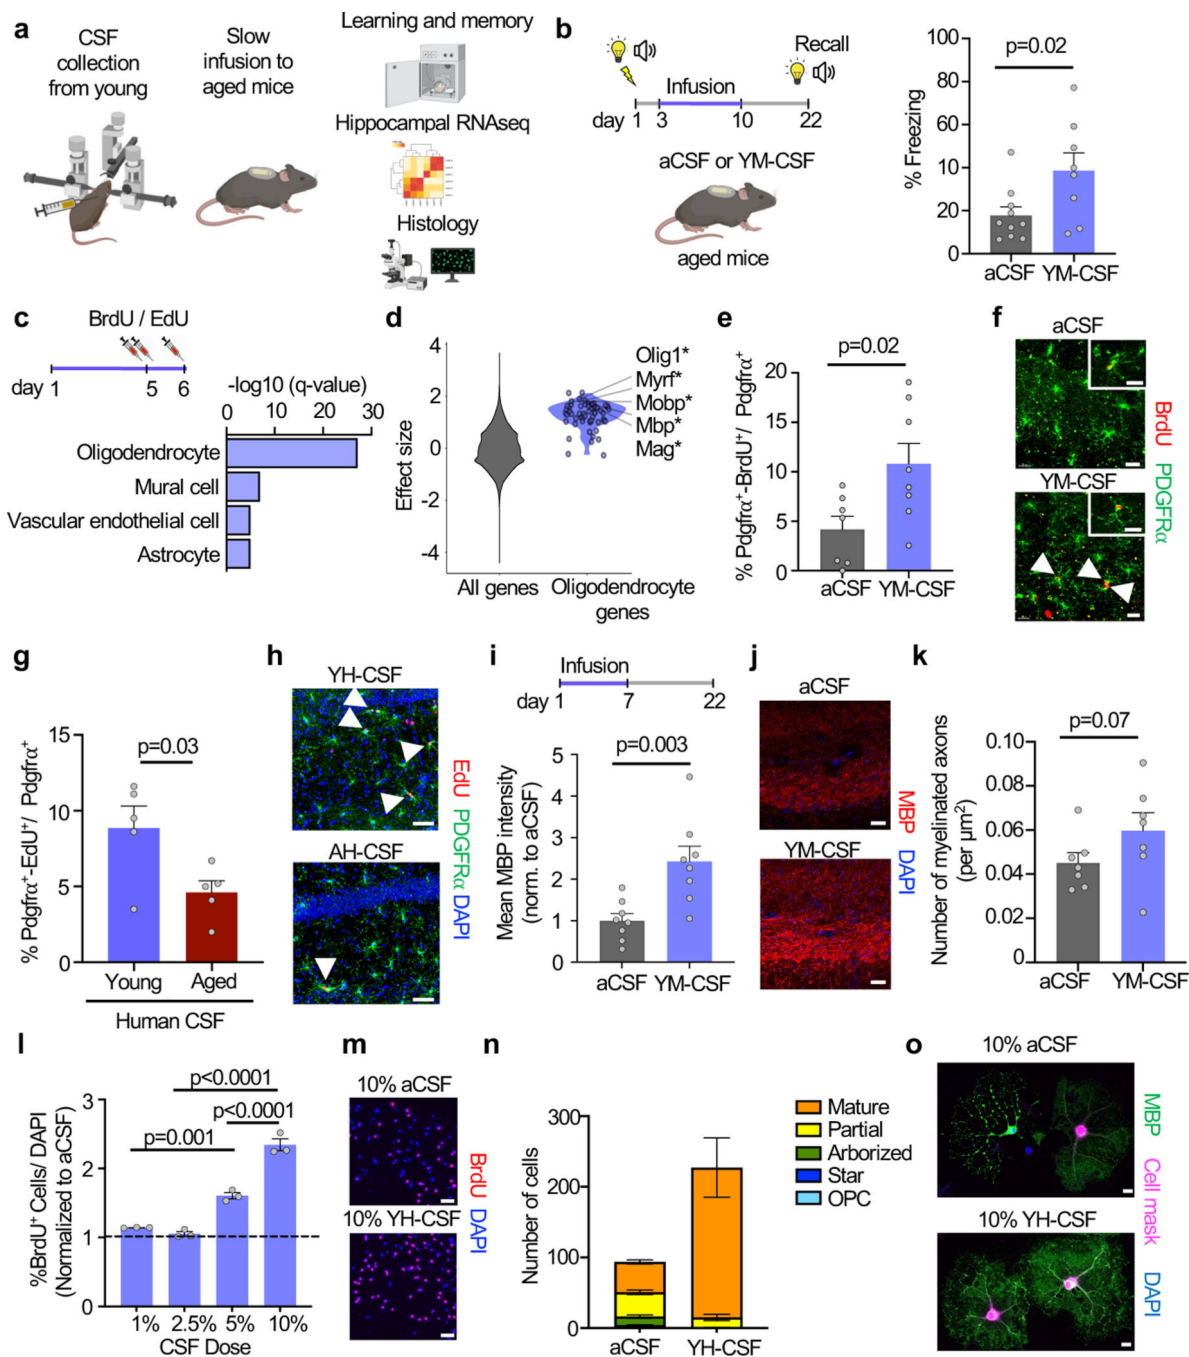 a
CSF
collection
from young
Slow
infusion to
aged mice
Learning and memory
Hippocampal RNAseq
Histology
b
Recall
Infusion
day 1 3 10 22
aCSF or YM-CSF
aged mice
% Freezing
100
80
60
10
20
0
p=0.02
aCSF YM-CSF
c
BrdU / EdU
day 1 5 6
-log10 (q-value)
0 10 20 30
Oligodendrocyte
Mural cell
Vascular endothelial cell
Astrocyte
d
Effect size
4
2
0
-2
-4
Olig1*
Myrf*
Mobp*
Mbp*
Mag*
All genes
Oligodendrocyte
genes
e
% Pdgfrα⁺-BrdU⁺/ Pdgfrα⁺
p=0.02
20
15
10
5
0
aCSF YM-CSF
f
aCSF
YM-CSF
BrdU PDGFRα
g
% Pdgfrα⁺-EdU⁺/ Pdgfrα⁺
15
10
5
0
p=0.03
Young Aged
Human CSF
h
YH-CSF
AH-CSF
EdU PDGFRα DAPI
i
Infusion
day 1 7 22
Mean MBP intensity
(norm. to aCSF)
5
4
3
2
1
0
p=0.003
aCSF YM-CSF
j
aCSF
YM-CSF
MBP DAPI
k
Number of myelinated axons
(per µm²)
0.10
0.08
0.06
0.04
0.02
0
p=0.07
aCSF YM-CSF
l
%BrdU⁺ Cells/ DAPI
(Normalized to aCSF)
3
2
1
0
p<0.0001
p<0.0001
p=0.001
1% 2.5% 5% 10%
CSF Dose
m
10% aCSF
10% YH-CSF
BrdU DAPI
n
Number of cells
300
200
100
0
aCSF YH-CSF
Mature
Partial
Arborized
Star
OPC
o
10% aCSF
10% YH-CSF
MBP Cell mask DAPI